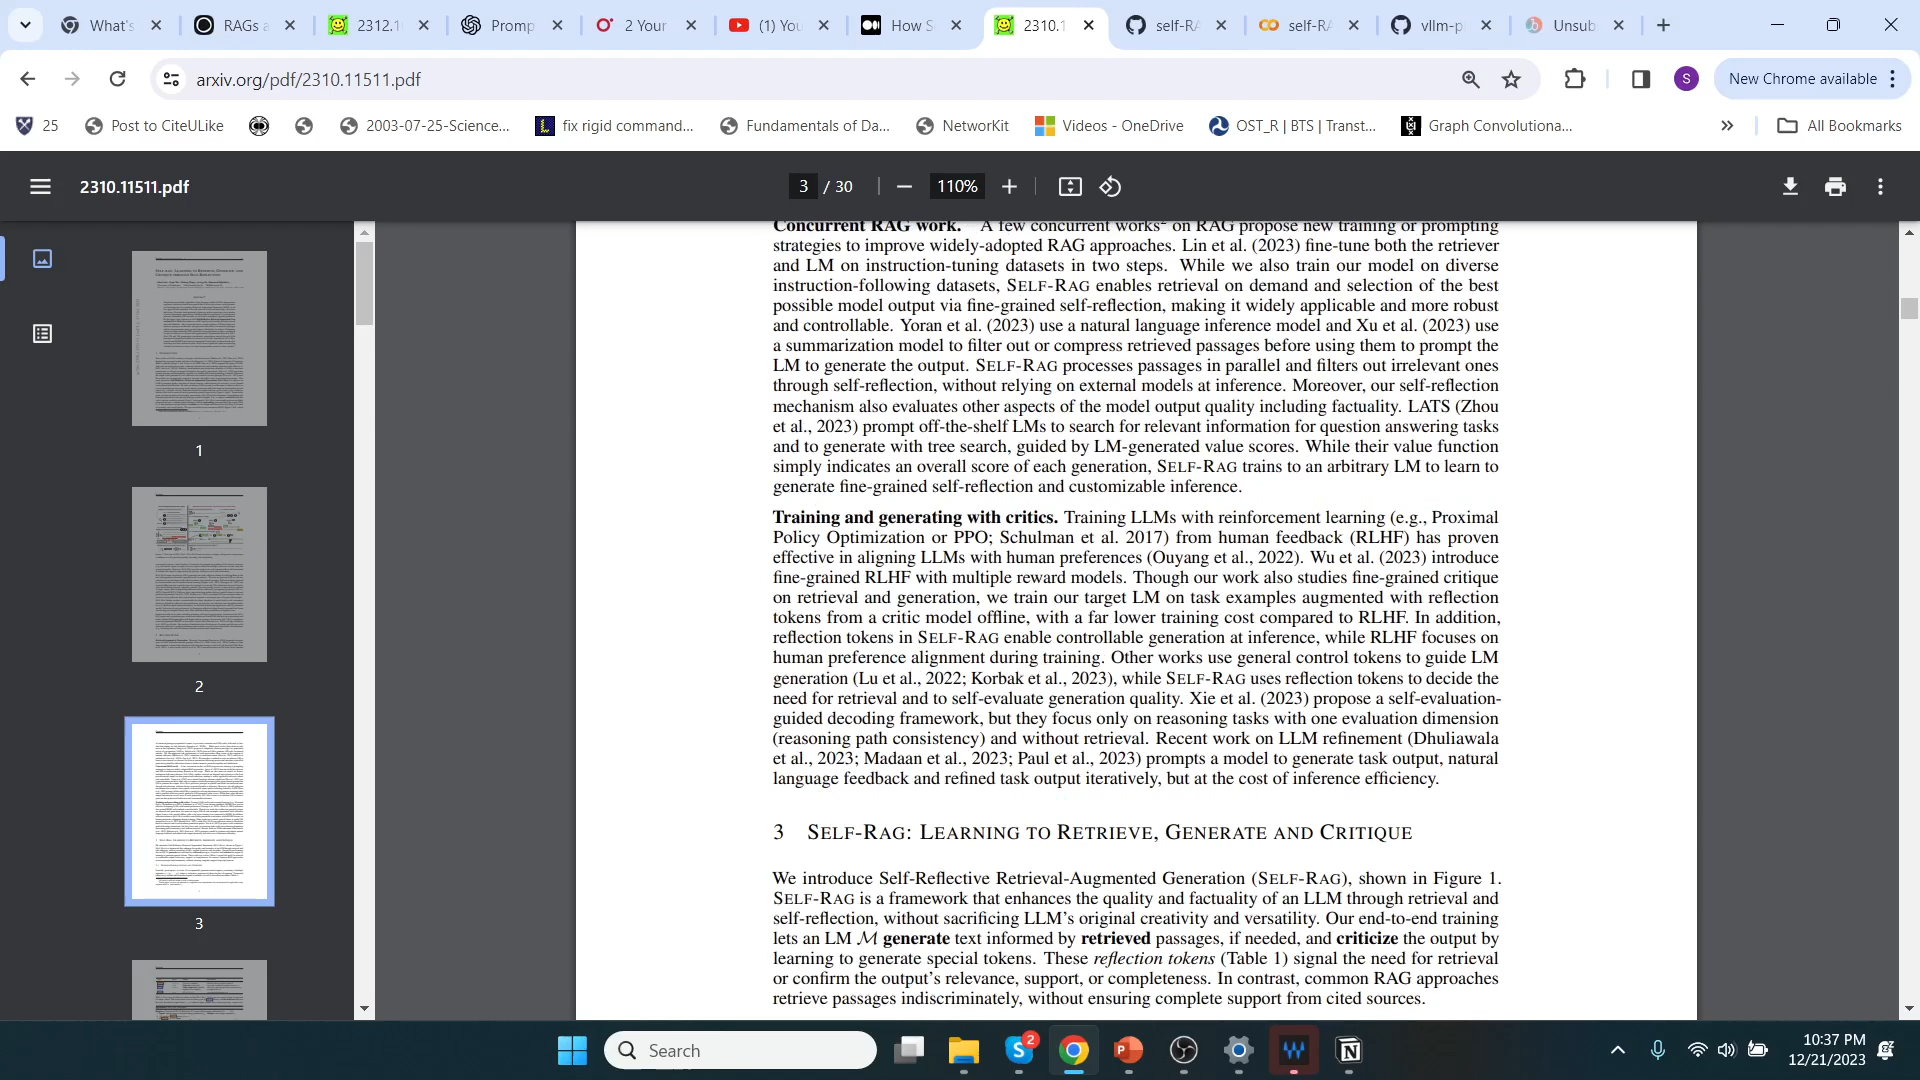 What's
RAGs a
2312.1
Promp
2 Your
(1) You
How S
2310.1
self-RA
self-RA
vllm-p
Unsub
arxiv.org/pdf/2310.11511.pdf
S
New Chrome available
25
Post to CiteULike
2003-07-25-Science...
fix rigid command...
Fundamentals of Da...
NetworKit
Videos - OneDrive
OST_R | BTS | Transt...
Graph Convolutiona...
All Bookmarks
2310.11511.pdf
3 / 30
110%
1
2
3
Concurrent RAG work. A few concurrent works² on RAG propose new training or prompting
strategies to improve widely-adopted RAG approaches. Lin et al. (2023) fine-tune both the retriever
and LM on instruction-tuning datasets in two steps. While we also train our model on diverse
instruction-following datasets, SELF-RAG enables retrieval on demand and selection of the best
possible model output via fine-grained self-reflection, making it widely applicable and more robust
and controllable. Yoran et al. (2023) use a natural language inference model and Xu et al. (2023) use
a summarization model to filter out or compress retrieved passages before using them to prompt the
LM to generate the output. SELF-RAG processes passages in parallel and filters out irrelevant ones
through self-reflection, without relying on external models at inference. Moreover, our self-reflection
mechanism also evaluates other aspects of the model output quality including factuality. LATS (Zhou
et al., 2023) prompt off-the-shelf LMs to search for relevant information for question answering tasks
and to generate with tree search, guided by LM-generated value scores. While their value function
simply indicates an overall score of each generation, SELF-RAG trains to an arbitrary LM to learn to
generate fine-grained self-reflection and customizable inference.
Training and generating with critics. Training LLMs with reinforcement learning (e.g., Proximal
Policy Optimization or PPO; Schulman et al. 2017) from human feedback (RLHF) has proven
effective in aligning LLMs with human preferences (Ouyang et al., 2022). Wu et al. (2023) introduce
fine-grained RLHF with multiple reward models. Though our work also studies fine-grained critique
on retrieval and generation, we train our target LM on task examples augmented with reflection
tokens from a critic model offline, with a far lower training cost compared to RLHF. In addition,
reflection tokens in SELF-RAG enable controllable generation at inference, while RLHF focuses on
human preference alignment during training. Other works use general control tokens to guide LM
generation (Lu et al., 2022; Korbak et al., 2023), while SELF-RAG uses reflection tokens to decide the
need for retrieval and to self-evaluate generation quality. Xie et al. (2023) propose a self-evaluation-
guided decoding framework, but they focus only on reasoning tasks with one evaluation dimension
(reasoning path consistency) and without retrieval. Recent work on LLM refinement (Dhuliawala
et al., 2023; Madaan et al., 2023; Paul et al., 2023) prompts a model to generate task output, natural
language feedback and refined task output iteratively, but at the cost of inference efficiency.
3 SELF-RAG: LEARNING TO RETRIEVE, GENERATE AND CRITIQUE
We introduce Self-Reflective Retrieval-Augmented Generation (SELF-RAG), shown in Figure 1.
SELF-RAG is a framework that enhances the quality and factuality of an LLM through retrieval and
self-reflection, without sacrificing LLM's original creativity and versatility. Our end-to-end training
lets an LM M generate text informed by retrieved passages, if needed, and criticize the output by
learning to generate special tokens. These reflection tokens (Table 1) signal the need for retrieval
or confirm the output's relevance, support, or completeness. In contrast, common RAG approaches
retrieve passages indiscriminately, without ensuring complete support from cited sources.
Search
2
10:37 PM
12/21/2023